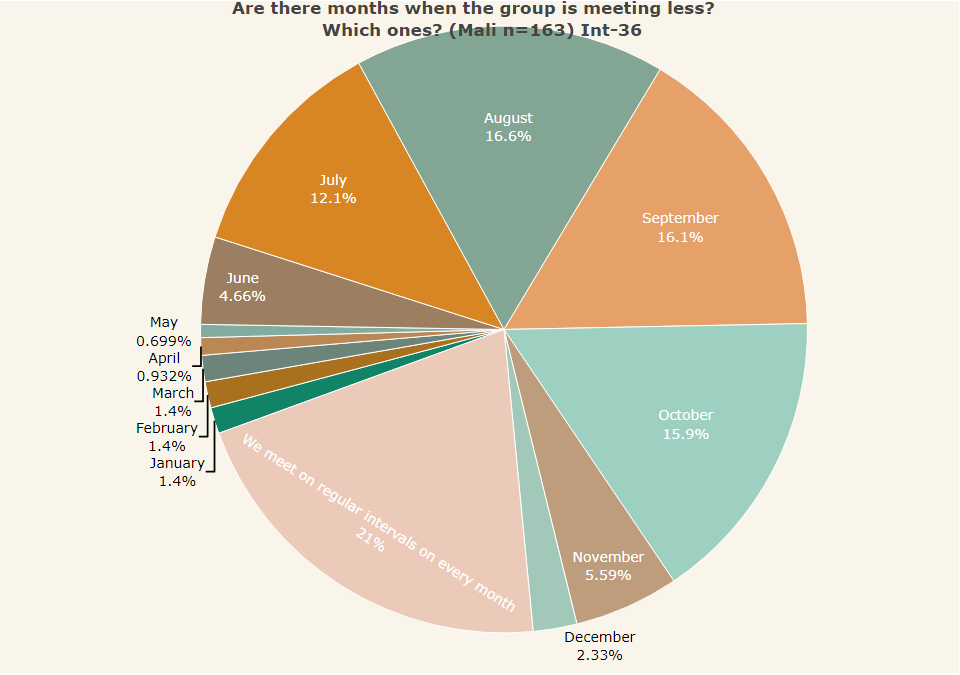 Are there months when the group is meeting less?
Which ones? (Mali n=163) Int-36
August
16.6%
July
12.1%
September
16.1%
June
4.66%
May
0.699%
April
0.932%
March
1.4%
February
1.4%
January
1.4%
October
15.9%
We meet on regular intervals on every month
21%
November
5.59%
December
2.33%